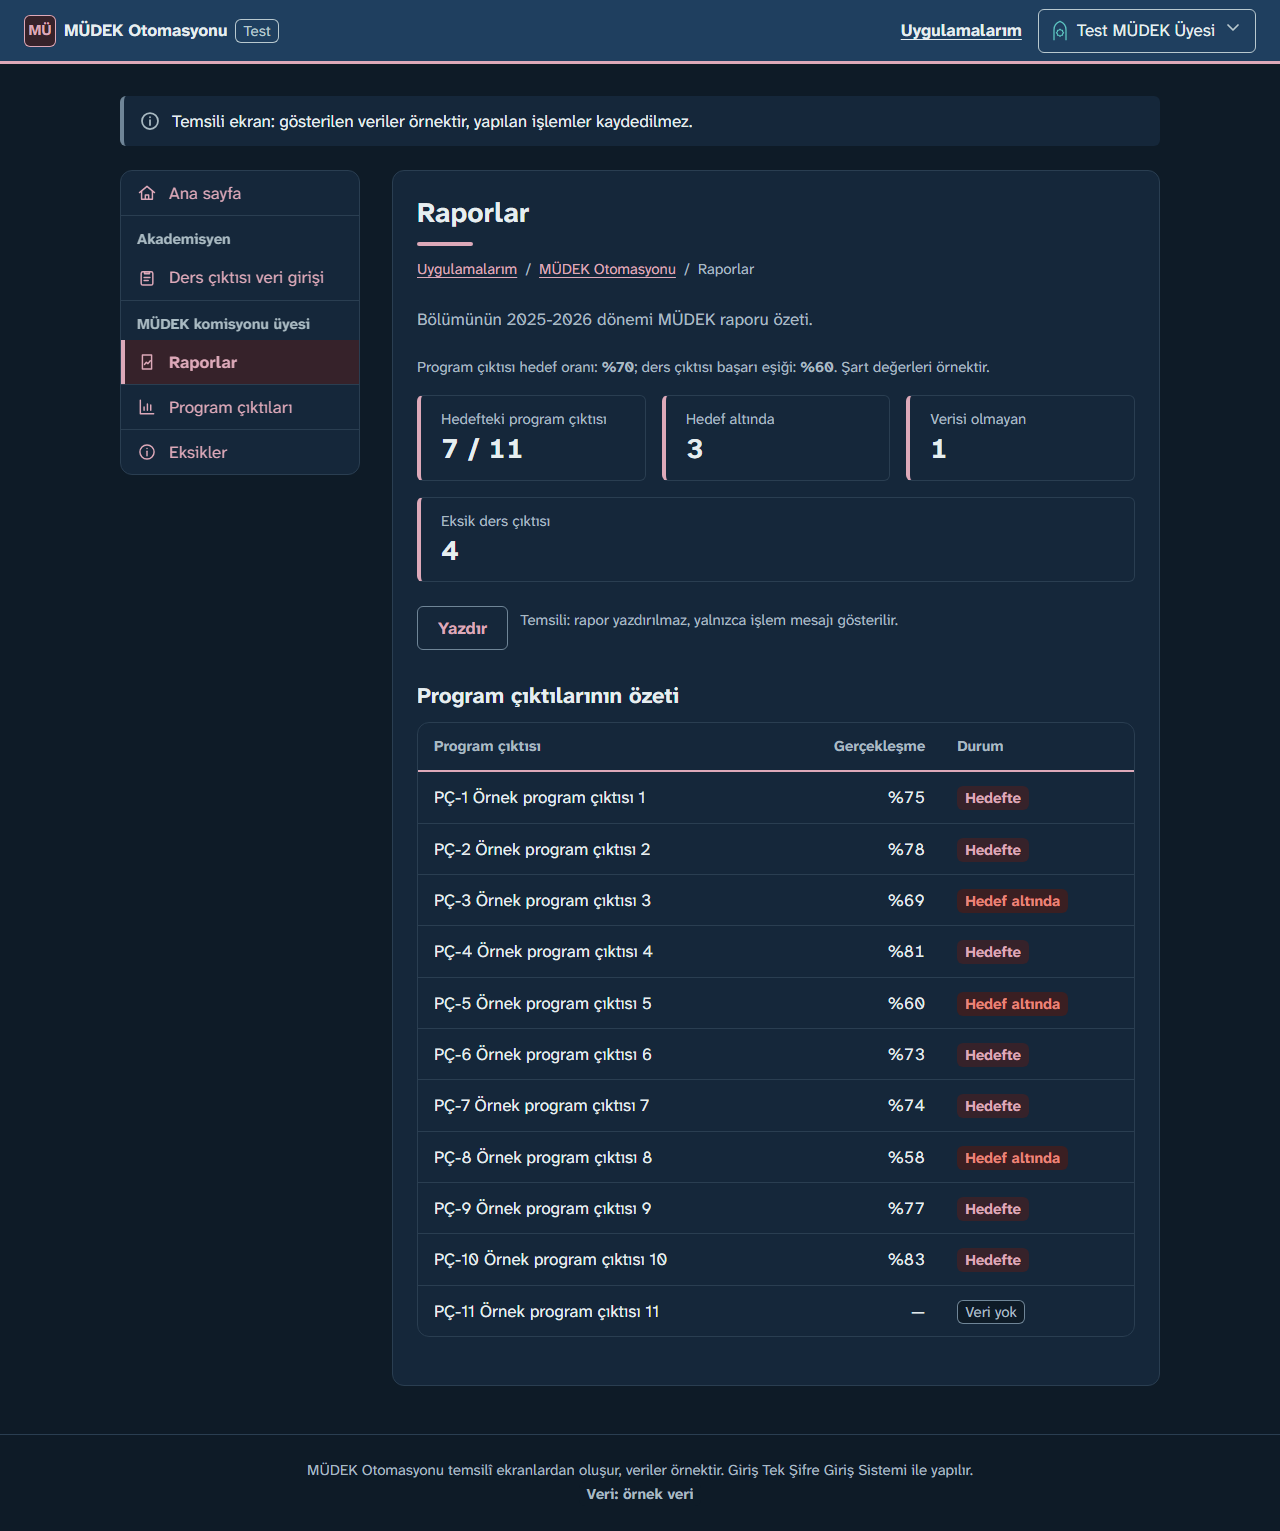 MÜ MÜDEK Otomasyonu Test
Uygulamalarım
Test MÜDEK Üyesi
Temsili ekran: gösterilen veriler örnektir, yapılan işlemler kaydedilmez.
Ana sayfa
Akademisyen
Ders çıktısı veri girişi
MÜDEK komisyonu üyesi
Raporlar
Program çıktıları
Eksikler
Raporlar
Uygulamalarım / MÜDEK Otomasyonu / Raporlar
Bölümünün 2025-2026 dönemi MÜDEK raporu özeti.
Program çıktısı hedef oranı: %70; ders çıktısı başarı eşiği: %60. Şart değerleri örnektir.
Hedefteki program çıktısı
7 / 11
Hedef altında
3
Verisi olmayan
1
Eksik ders çıktısı
4
Yazdır
Temsili: rapor yazdırılmaz, yalnızca işlem mesajı gösterilir.
Program çıktılarının özeti
Program çıktısı Gerçekleşme Durum
PÇ-1 Örnek program çıktısı 1 %75 Hedefte
PÇ-2 Örnek program çıktısı 2 %78 Hedefte
PÇ-3 Örnek program çıktısı 3 %69 Hedef altında
PÇ-4 Örnek program çıktısı 4 %81 Hedefte
PÇ-5 Örnek program çıktısı 5 %60 Hedef altında
PÇ-6 Örnek program çıktısı 6 %73 Hedefte
PÇ-7 Örnek program çıktısı 7 %74 Hedefte
PÇ-8 Örnek program çıktısı 8 %58 Hedef altında
PÇ-9 Örnek program çıktısı 9 %77 Hedefte
PÇ-10 Örnek program çıktısı 10 %83 Hedefte
PÇ-11 Örnek program çıktısı 11 — Veri yok
MÜDEK Otomasyonu temsilî ekranlardan oluşur, veriler örnektir. Giriş Tek Şifre Giriş Sistemi ile yapılır.
Veri: örnek veri